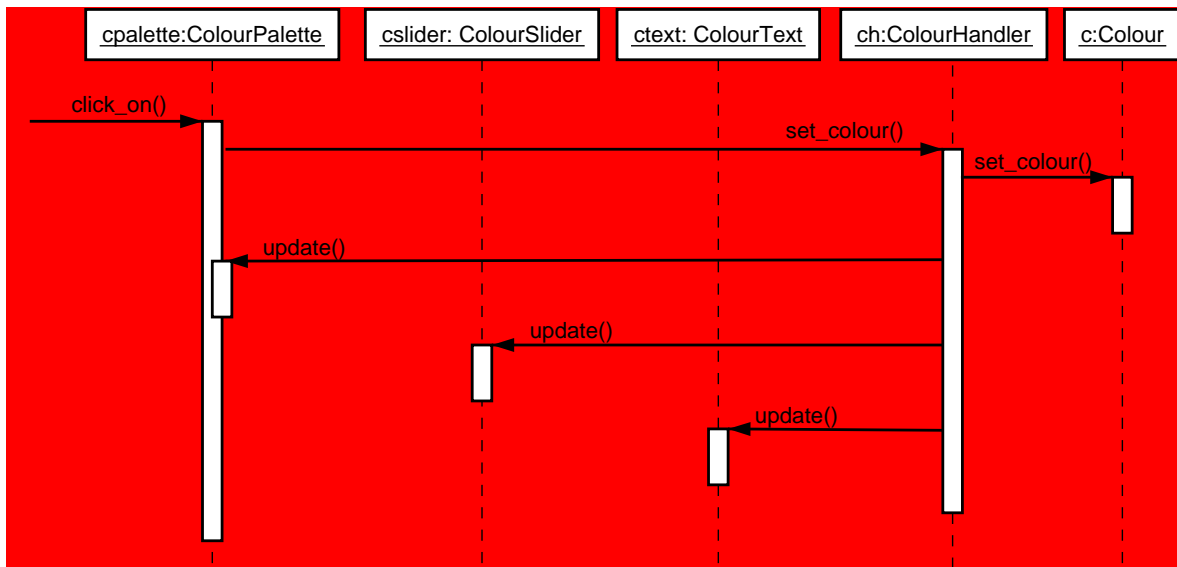 cpalette:ColourPalette
cslider: ColourSlider
ctext: ColourText
ch:ColourHandler
c:Colour
click_on()
set_colour()
set_colour()
update()
update()
update()